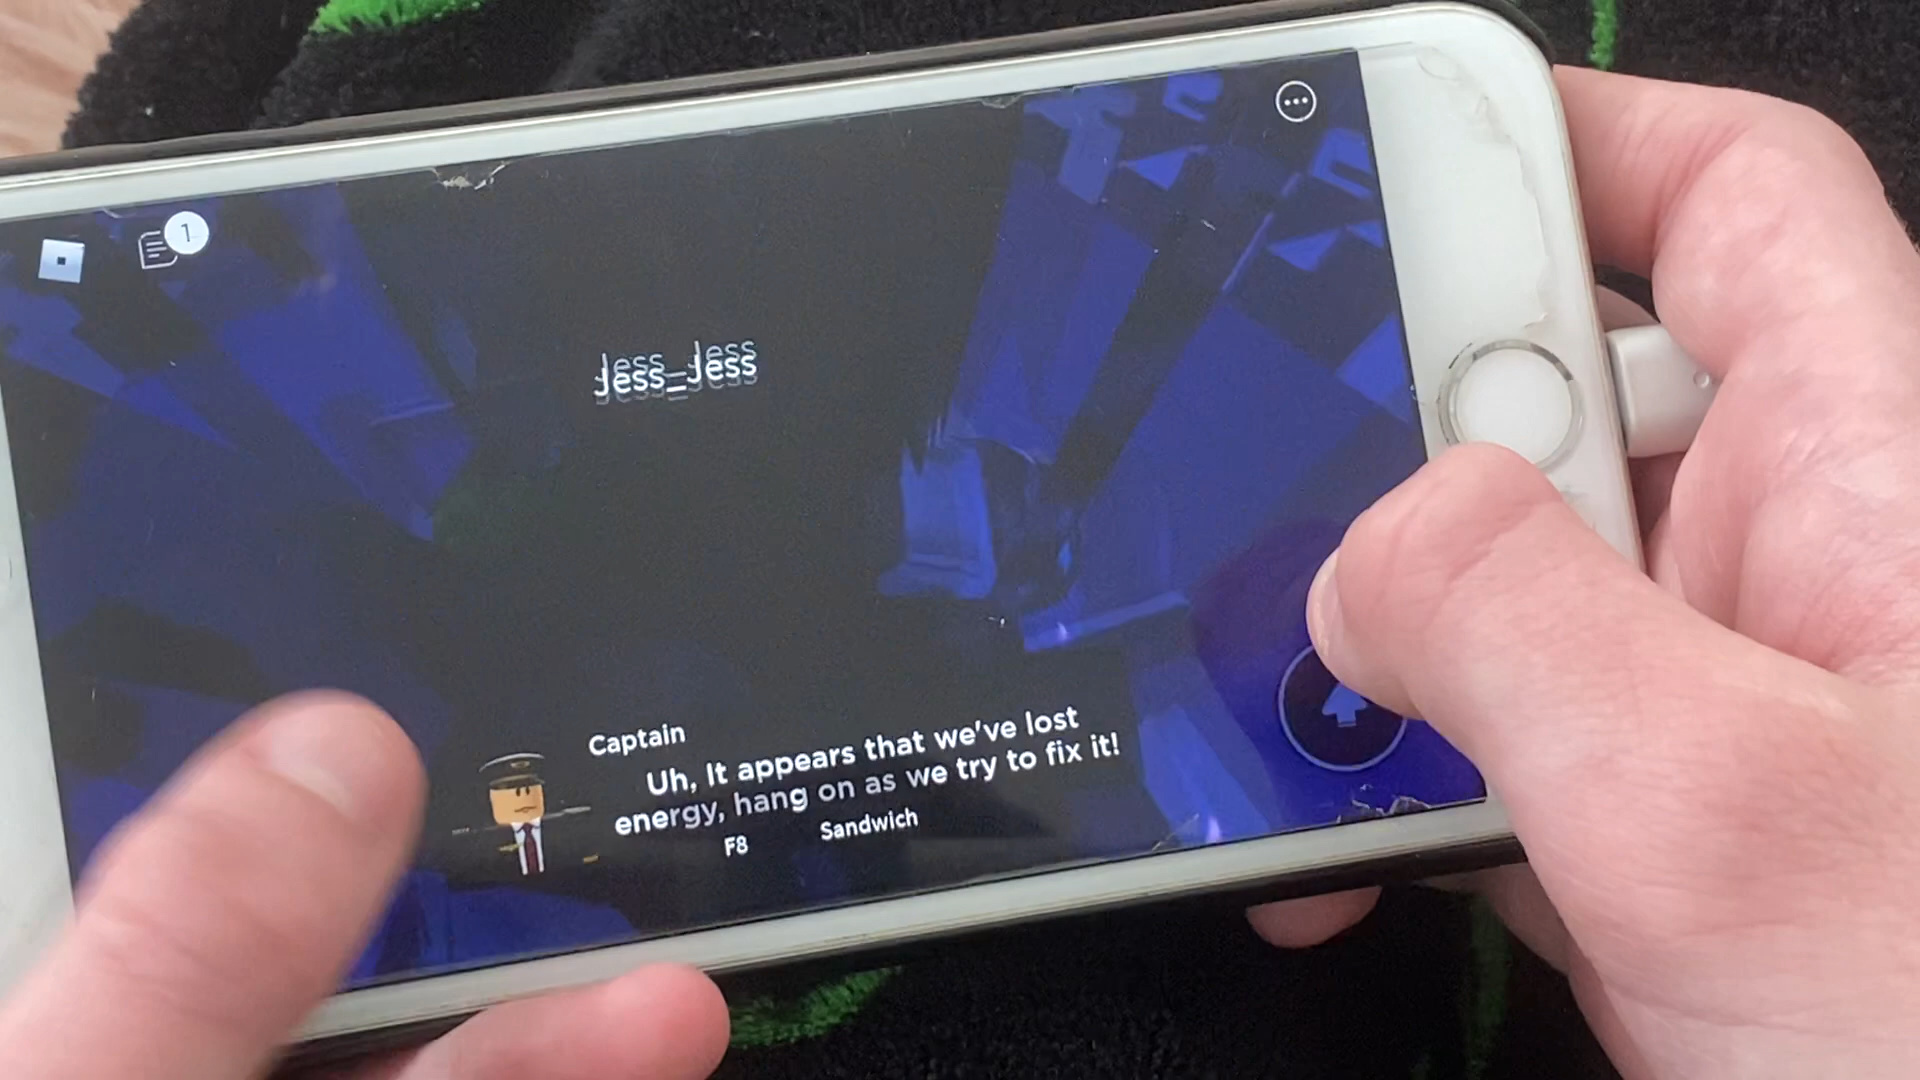 1
Jess_Jess
Captain
Uh, It appears that we've lost
energy, hang on as we try to fix it!
F8 Sandwich